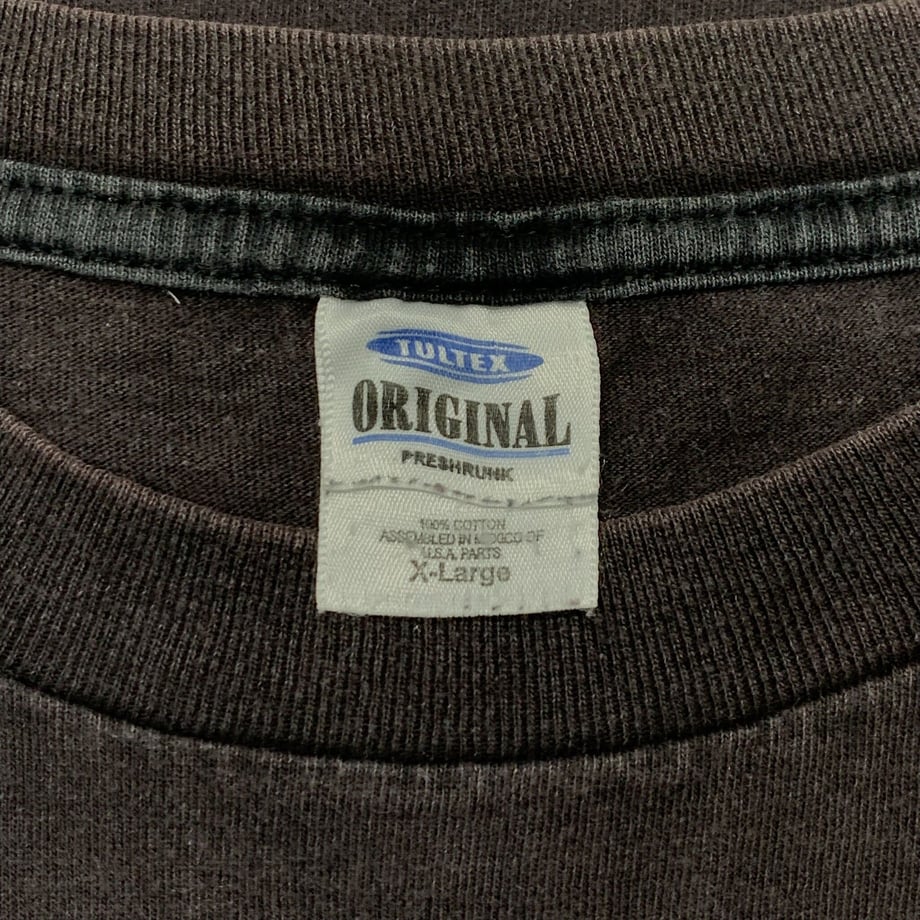 TULTEX
ORIGINAL
PRESHRUNK
100% COTTON
ASSEMBLED IN MEXICO OF
U.S.A. PARTS
X-Large